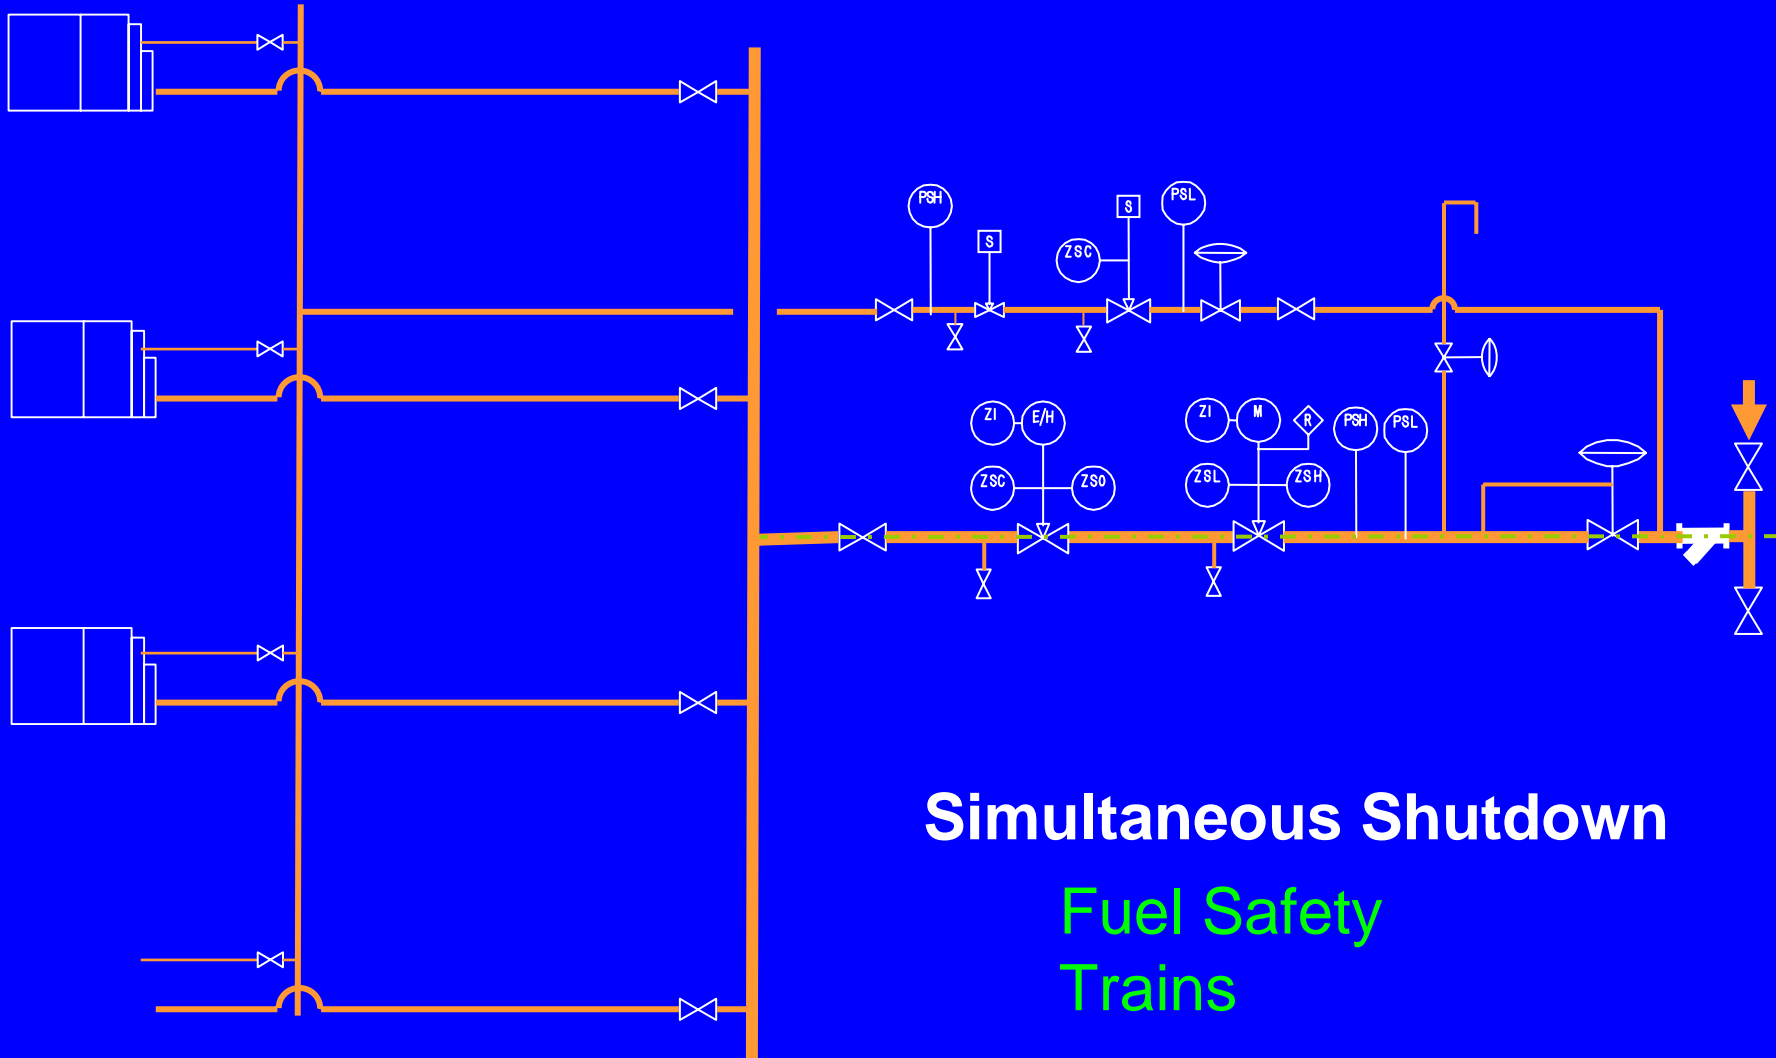 PSH
S
S
PSL
ZSC
ZI
E/H
ZI
M
R
PSH
PSL
ZSC
ZSO
ZSL
ZSH
Simultaneous Shutdown
Fuel Safety
Trains